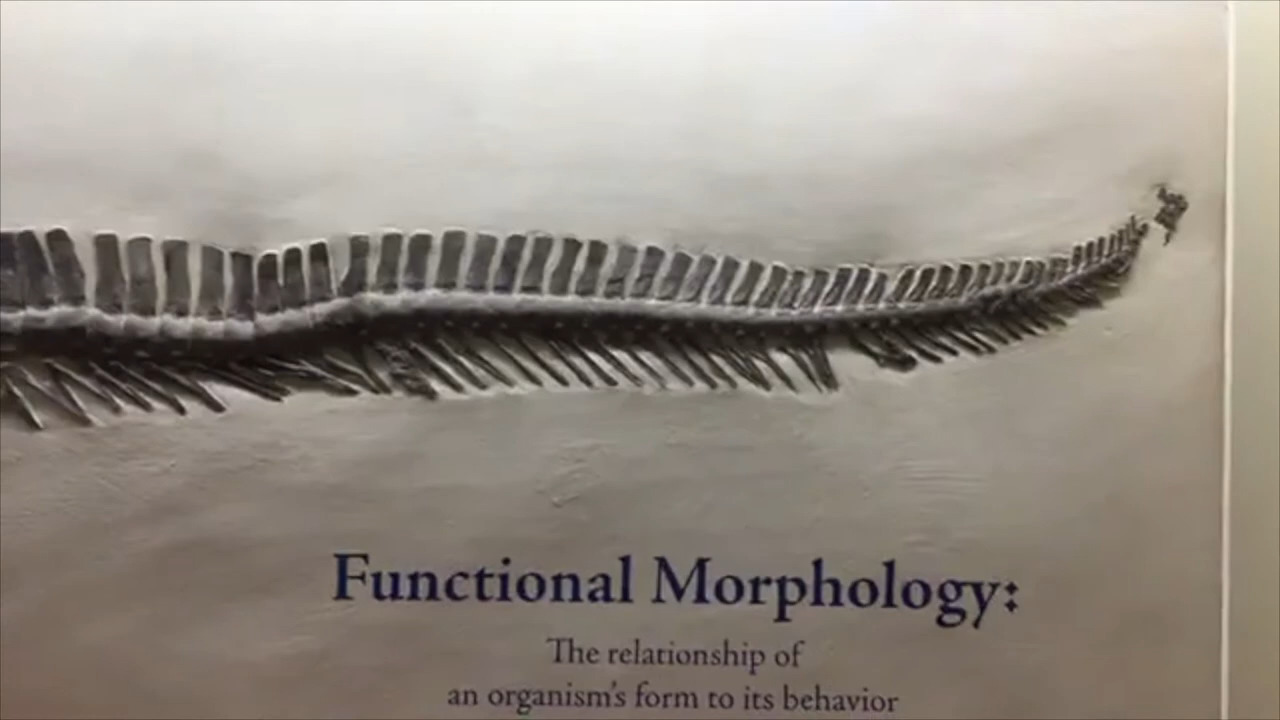 Functional Morphology:
The relationship of
an organism's form to its behavior